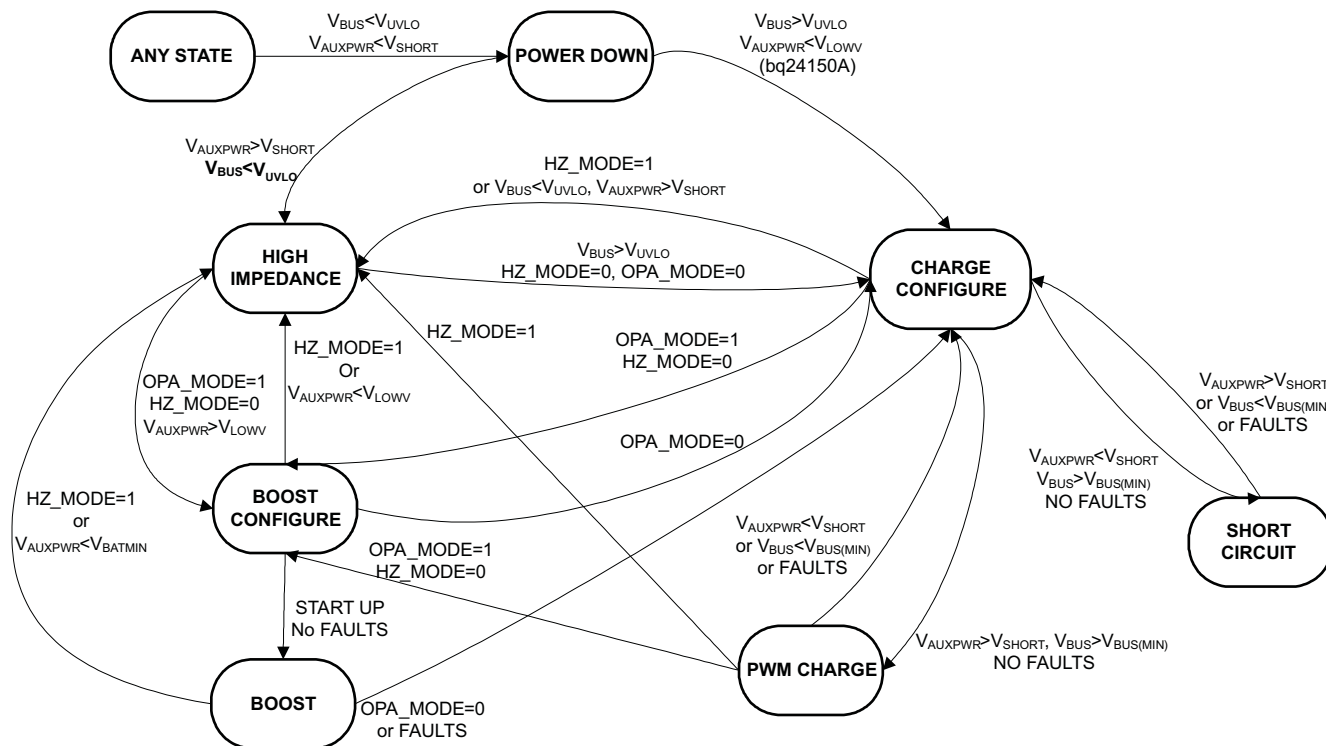 V_BUS<V_UVLO
V_AUXPWR<V_SHORT
ANY STATE
POWER DOWN
V_BUS>V_UVLO
V_AUXPWR<V_LOWV
(bq24150A)
V_AUXPWR>V_SHORT
V_BUS<V_UVLO
HZ_MODE=1
or V_BUS<V_UVLO, V_AUXPWR>V_SHORT
HIGH
IMPEDANCE
V_BUS>V_UVLO
HZ_MODE=0, OPA_MODE=0
CHARGE
CONFIGURE
HZ_MODE=1
Or
V_AUXPWR<V_LOWV
HZ_MODE=1
OPA_MODE=1
HZ_MODE=0
OPA_MODE=1
HZ_MODE=0
V_AUXPWR>V_LOWV
V_AUXPWR>V_SHORT
or V_BUS<V_BUS(MIN)
or FAULTS
OPA_MODE=0
V_AUXPWR<V_SHORT
V_BUS>V_BUS(MIN)
NO FAULTS
HZ_MODE=1
or
V_AUXPWR<V_BATMIN
BOOST
CONFIGURE
SHORT
CIRCUIT
OPA_MODE=1
HZ_MODE=0
V_AUXPWR<V_SHORT
or V_BUS<V_BUS(MIN)
or FAULTS
START UP
No FAULTS
PWM CHARGE
V_AUXPWR>V_SHORT, V_BUS>V_BUS(MIN)
NO FAULTS
BOOST
OPA_MODE=0
or FAULTS